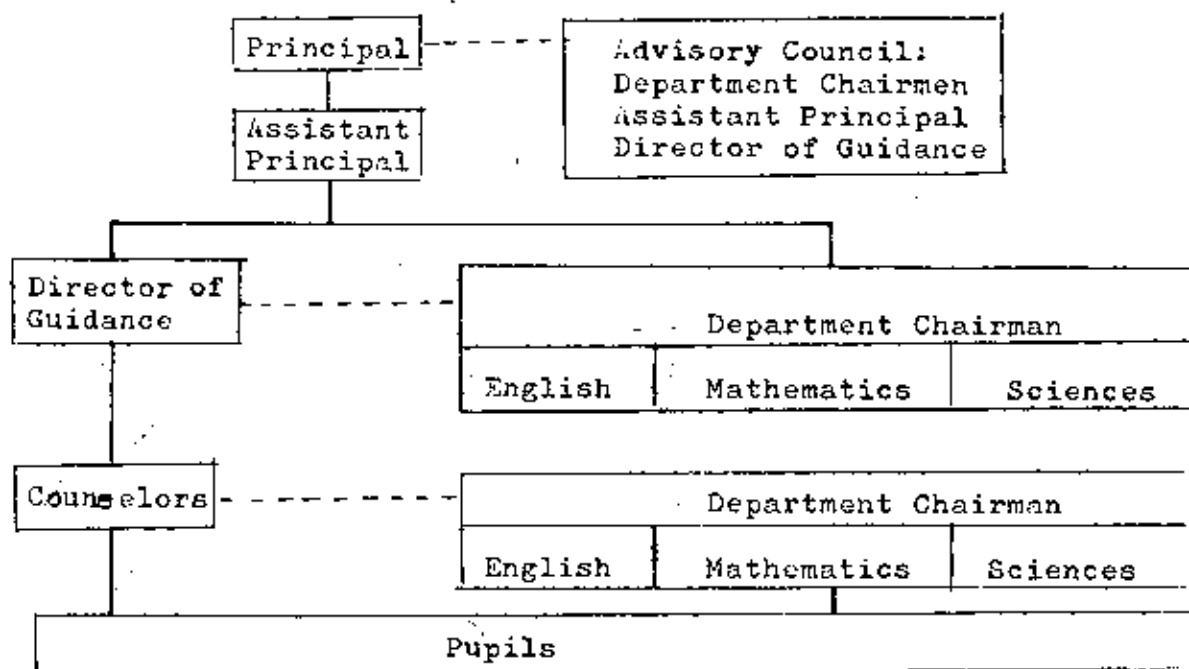 Principal
Advisory Council:
Department Chairmen
Assistant Principal
Director of Guidance
Assistant
Principal
Director of
Guidance
Department Chairman
English Mathematics Sciences
Counselors
Department Chairman
English Mathematics Sciences
Pupils